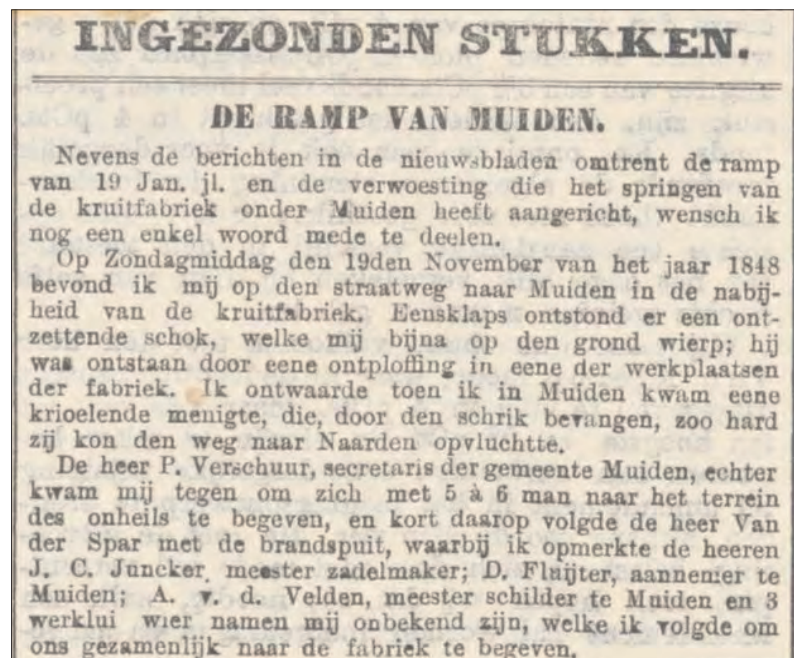 INGEZONDEN STUKKEN.
DE RAMP VAN MUIDEN.
Nevens de berichten in de nieuwsbladen omtrent de ramp
van 19 Jan. jl. en de verwoesting die het springen van
de kruitfabriek onder Muiden heeft aangericht, wensch ik
nog een enkel woord mede te deelen.
Op Zondagmiddag den 19den November van het jaar 1848
bevond ik mij op den straatweg naar Muiden in de nabij-
heid van de kruitfabriek. Eensklaps ontstond er een ont-
zettende schok, welke mij bijna op den grond wierp; hij
was ontstaan door eene ontploffing in eene der werkplaatsen
der fabriek. Ik ontwaarde toen ik in Muiden kwam eene
krioelende menigte, die, door den schrik bevangen, zoo hard
zij kon den weg naar Naarden opvluchtte.
De heer P. Verschuur, secretaris der gemeente Muiden, echter
kwam mij tegen om zich met 5 à 6 man naar het terrein
des onheils te begeven, en kort daarop volgde de heer Van
der Spar met de brandspuit, waarbij ik opmerkte de heeren
J. C. Juncker, meester zadelmaker; D. Fluijter, aannemer te
Muiden; A. v. d. Velden, meester schilder te Muiden en 3
werklui wier namen mij onbekend zijn, welke ik volgde om
ons gezamenlijk naar de fabriek te begeven.